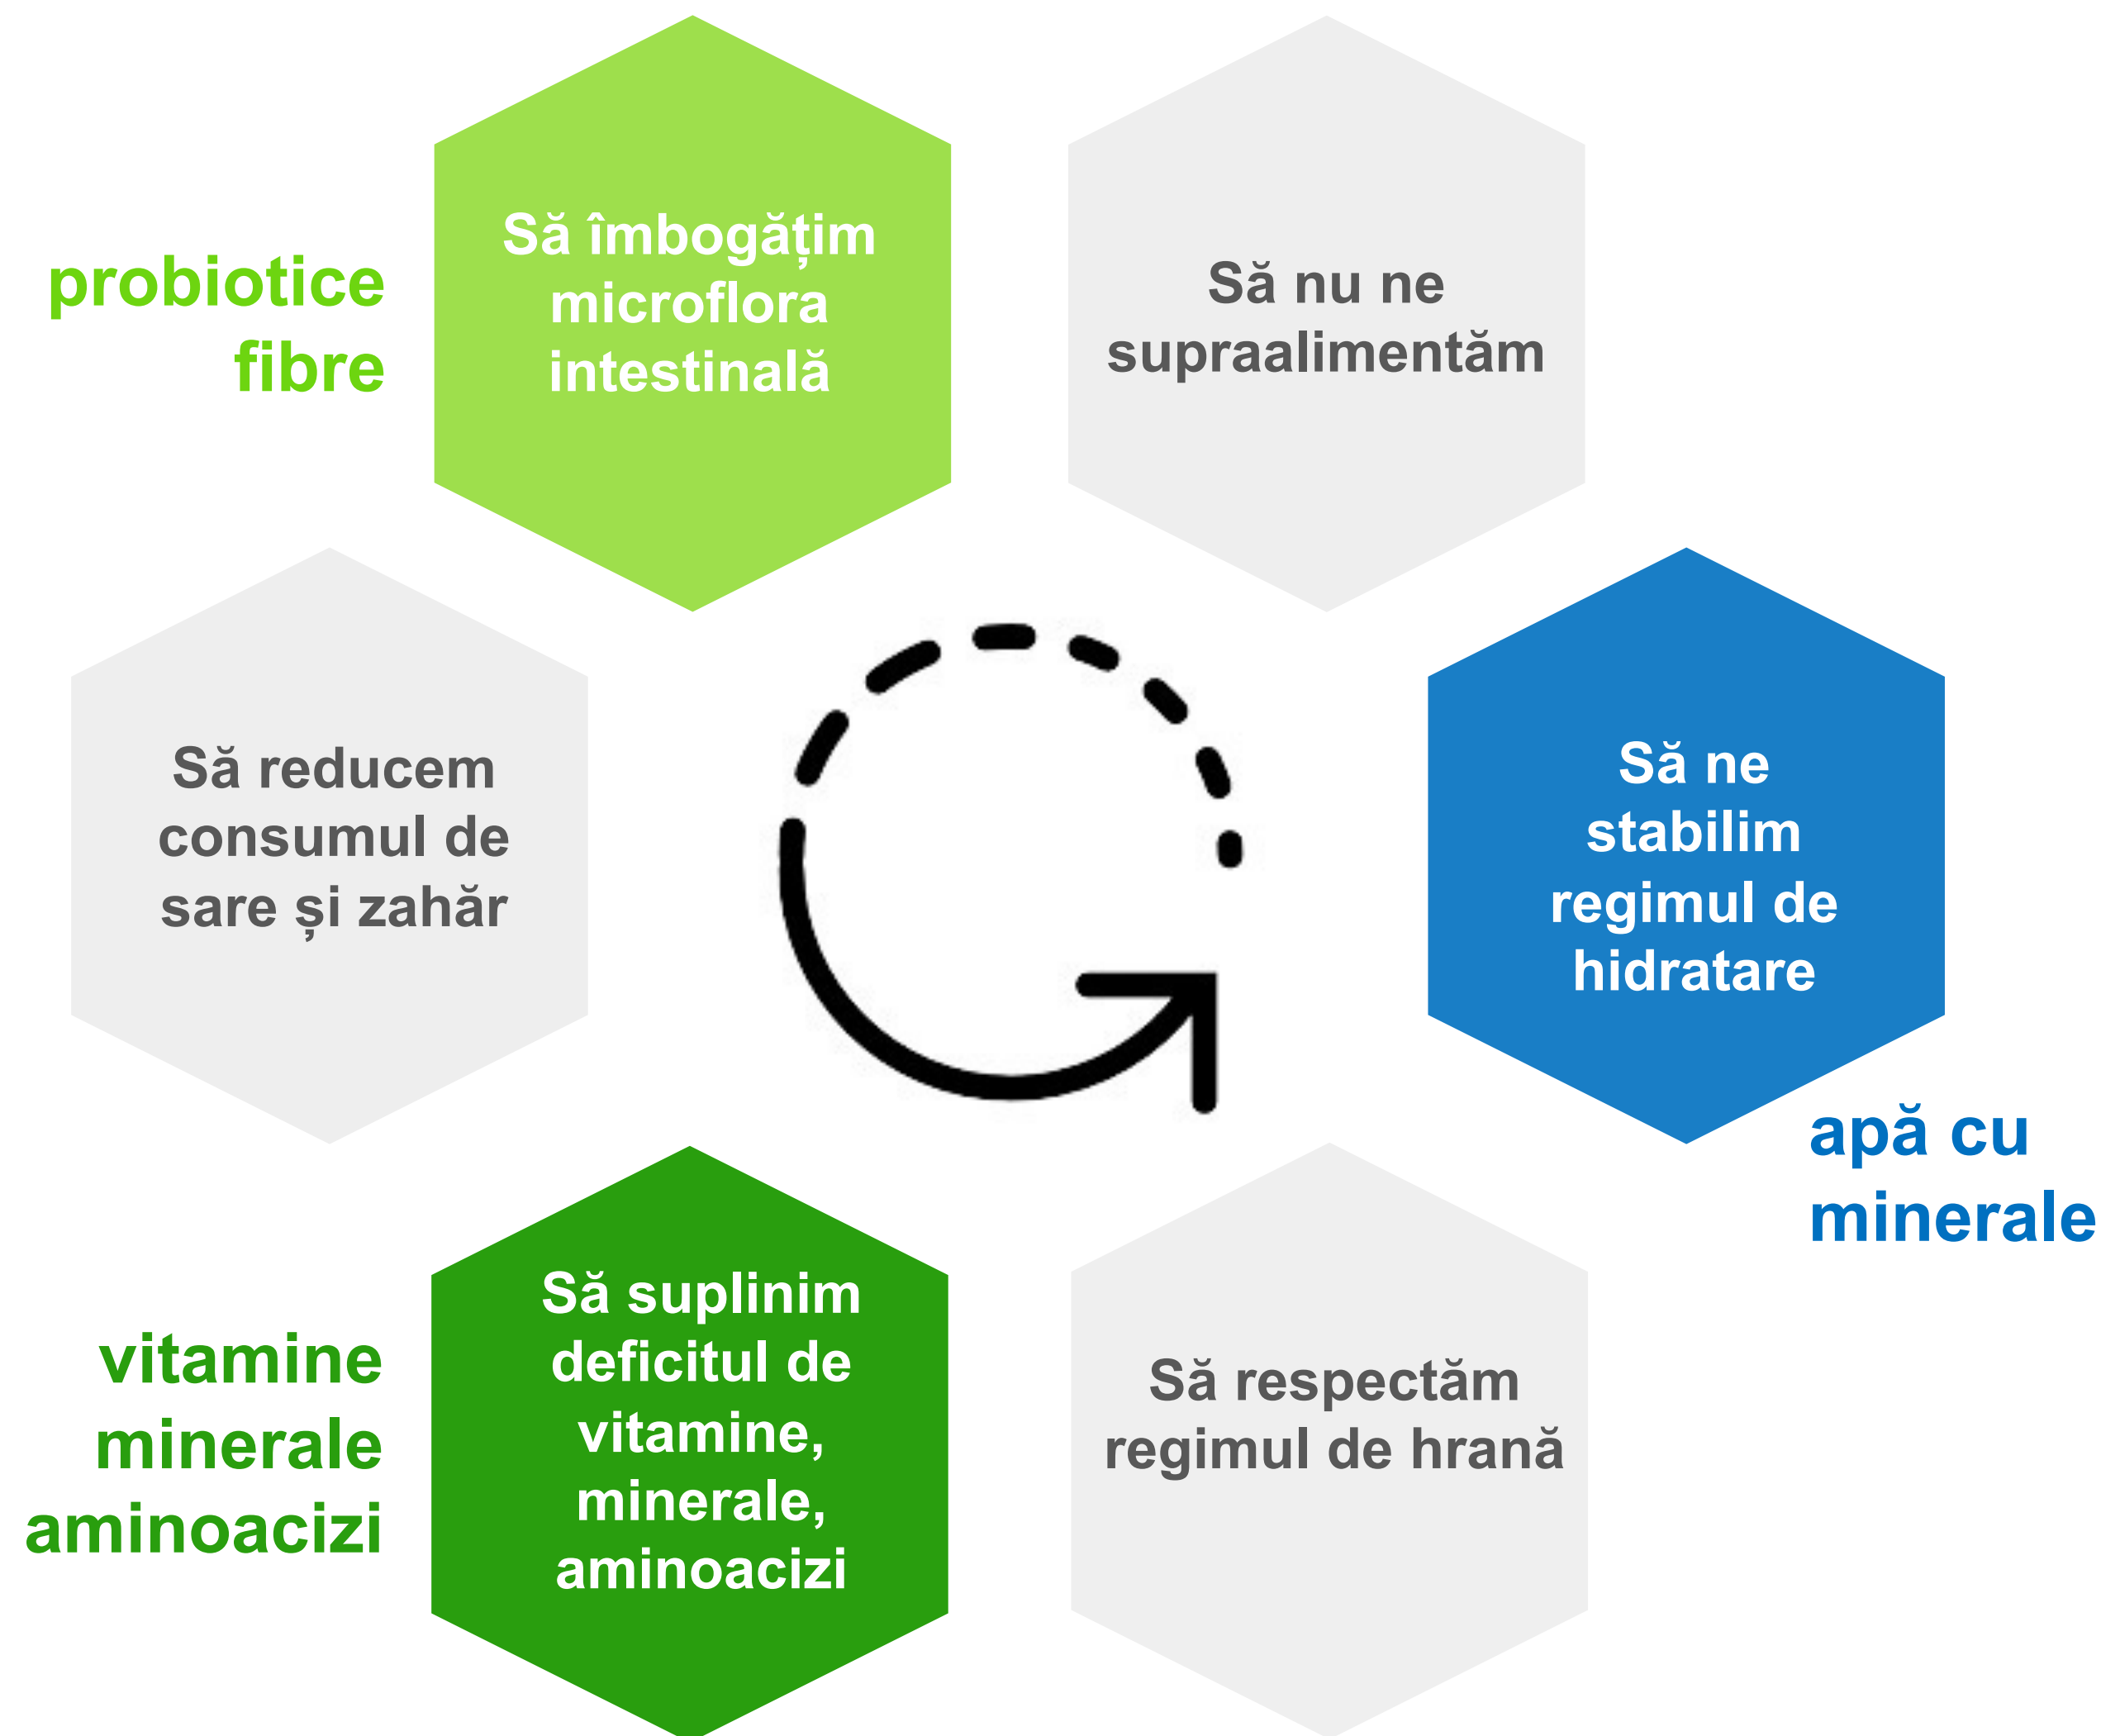 probiotice
fibre
Să îmbogățim
microflora
intestinală
Să nu ne
supraalimentăm
Să reducem
consumul de
sare și zahăr
Să ne
stabilim
regimul de
hidratare
apă cu
minerale
vitamine
minerale
aminoacizi
Să suplinim
deficitul de
vitamine,
minerale,
aminoacizi
Să respectăm
regimul de hrană